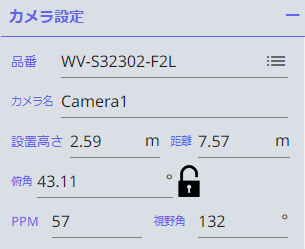 カメラ設定
品番 WV-S32302-F2L
カメラ名 Camera1
設置高さ 2.59 m 距離 7.57 m
俯角 43.11 °
PPM 57 視野角 132 °